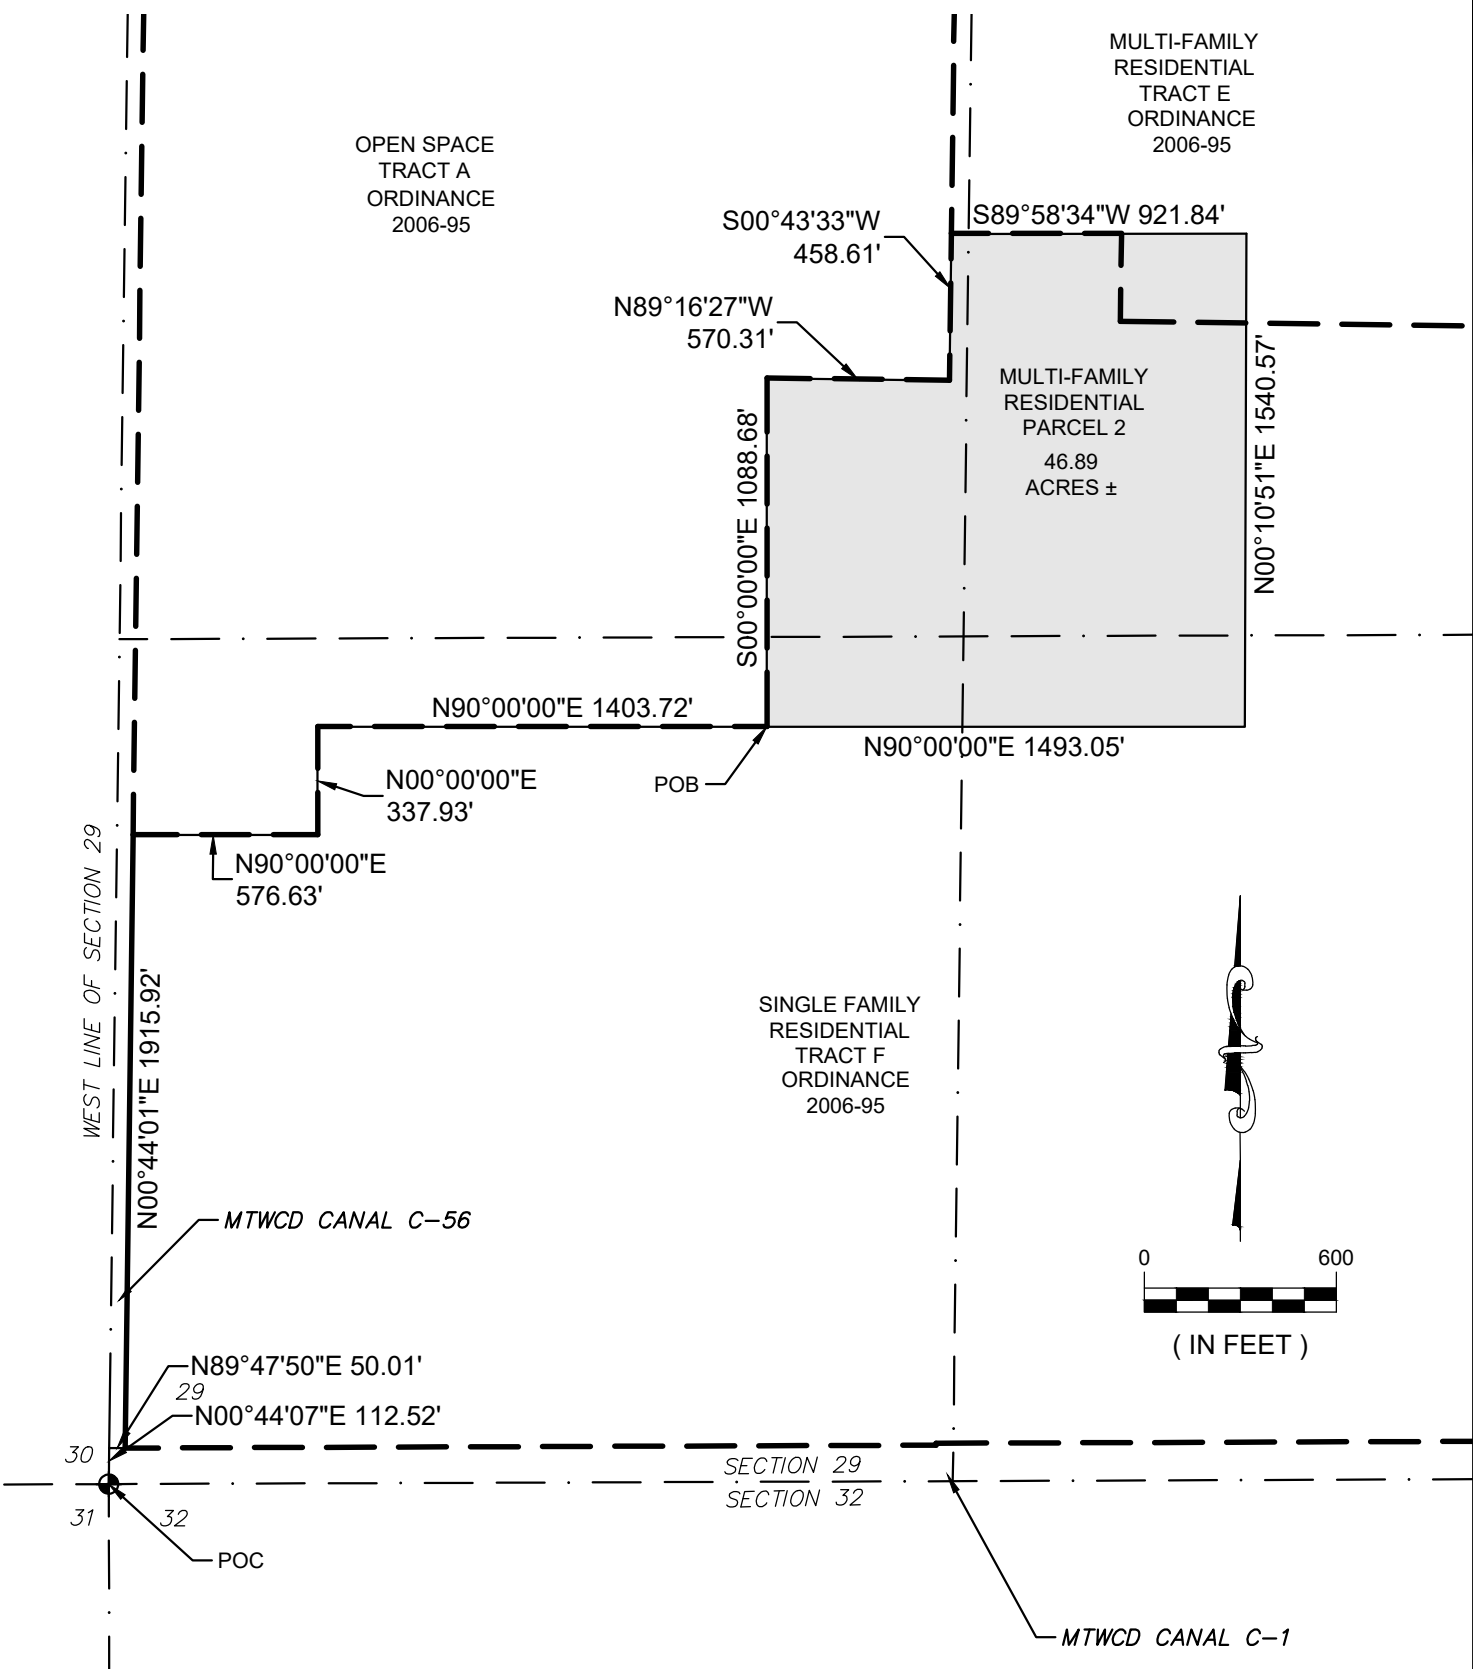 MULTI-FAMILY
RESIDENTIAL
TRACT E
ORDINANCE
2006-95
OPEN SPACE
TRACT A
ORDINANCE
2006-95
S00°43'33"W
458.61'
S89°58'34"W 921.84'
N89°16'27"W
570.31'
MULTI-FAMILY
RESIDENTIAL
PARCEL 2
46.89
ACRES ±
N00°10'51"E 1540.57'
S00°00'00"E 1088.68'
N90°00'00"E 1403.72'
N90°00'00"E 1493.05'
POB
N00°00'00"E
337.93'
N90°00'00"E
576.63'
WEST LINE OF SECTION 29
N00°44'01"E 1915.92'
SINGLE FAMILY
RESIDENTIAL
TRACT F
ORDINANCE
2006-95
MTWCD CANAL C-56
0 600
( IN FEET )
N89°47'50"E 50.01'
29
N00°44'07"E 112.52'
30
SECTION 29
SECTION 32
31 32
POC
MTWCD CANAL C-1